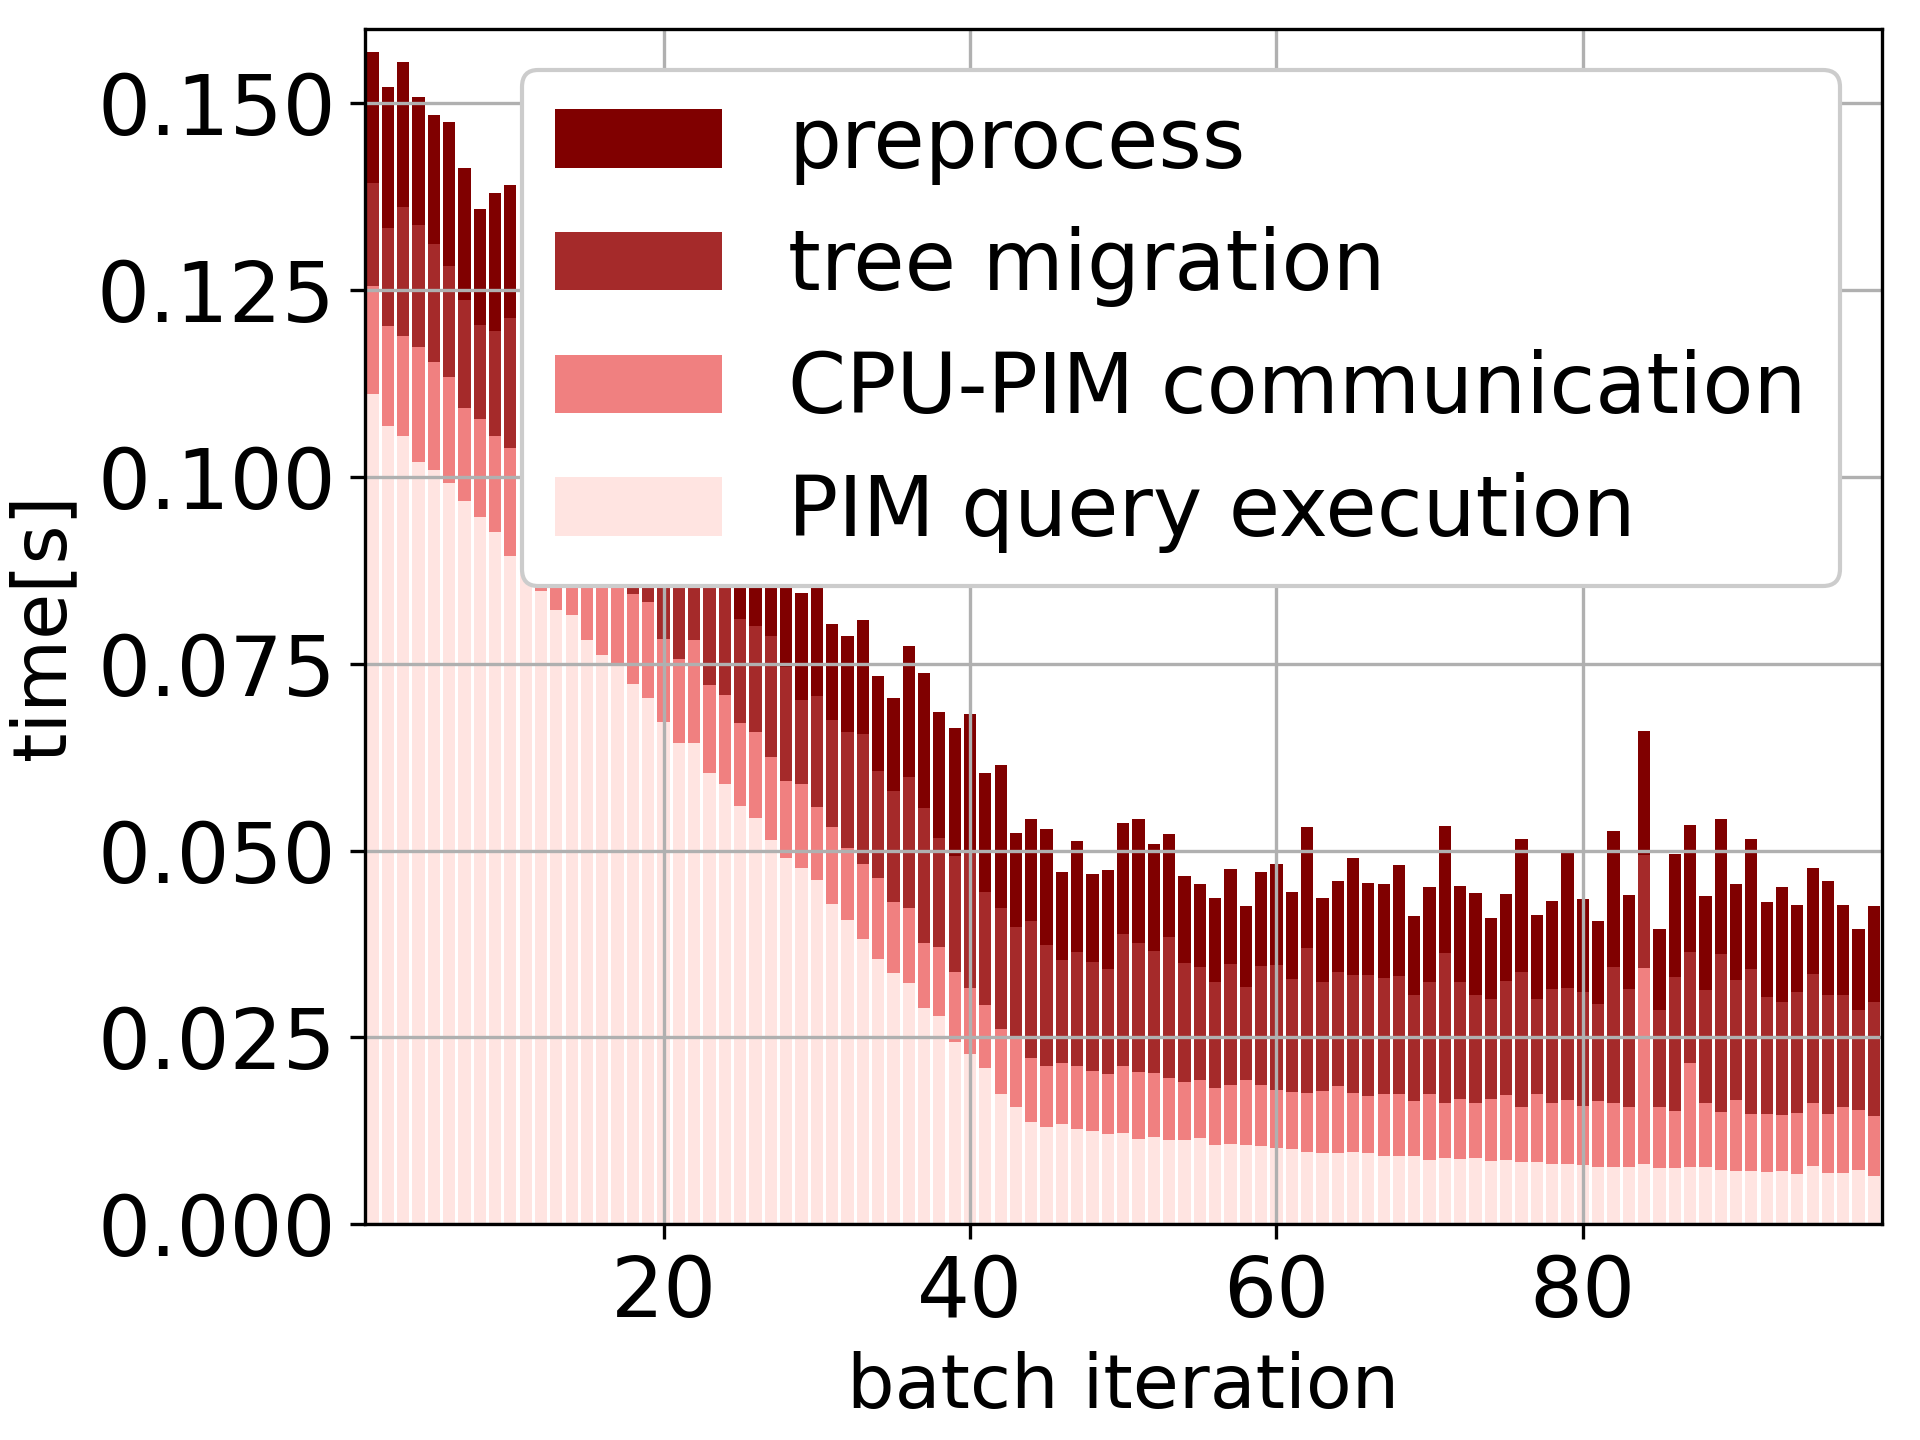 0.150
0.125
0.100
0.075
0.050
0.025
0.000
time[s]
preprocess
tree migration
CPU-PIM communication
PIM query execution
20 40 60 80
batch iteration